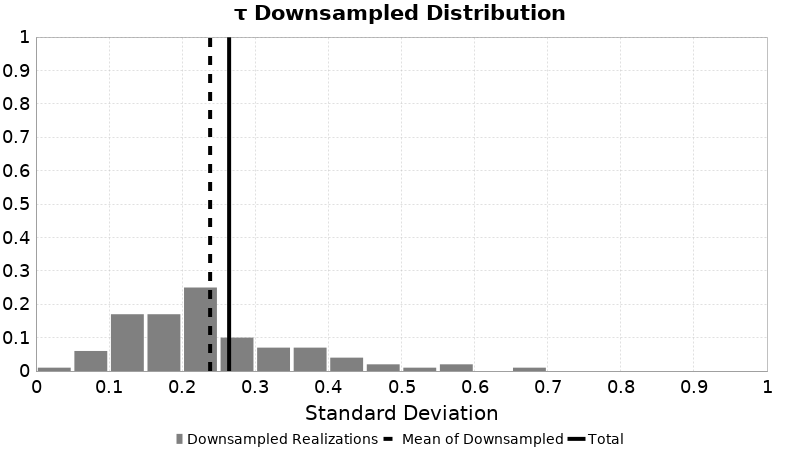 τ Downsampled Distribution
1
0.9
0.8
0.7
0.6
0.5
0.4
0.3
0.2
0.1
0
0 0.1 0.2 0.3 0.4 0.5 0.6 0.7 0.8 0.9 1
Standard Deviation
Downsampled Realizations Mean of Downsampled Total